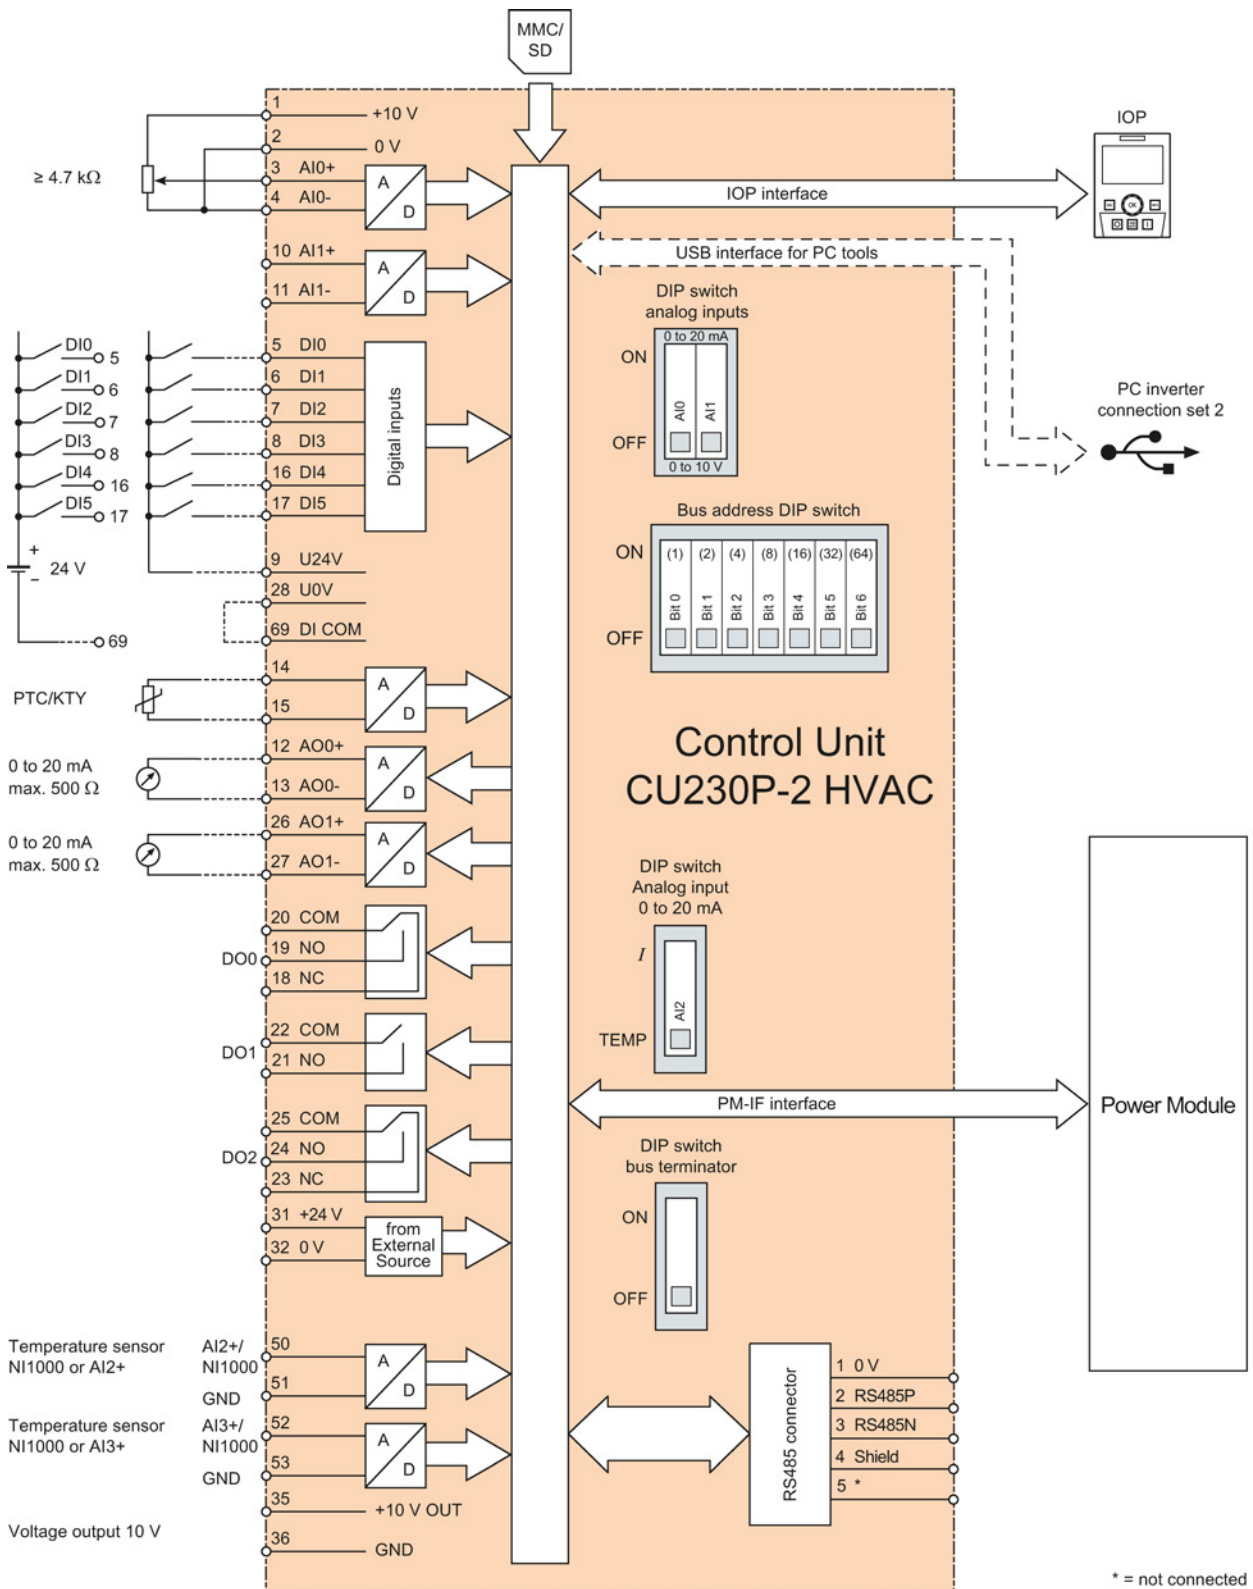 MMC/
SD
1
+10 V
2
0 V
≥ 4.7 kΩ
3 AI0+
4 AI0-
A
D
IOP interface
IOP
OK
10 AI1+
11 AI1-
A
D
USB interface for PC tools
DIP switch
analog inputs
0 to 20 mA
ON
AI0
AI1
OFF
0 to 10 V
PC inverter
connection set 2
DI0
5
DI1
6
DI2
7
DI3
8
DI4
16
DI5
17
5 DI0
6 DI1
7 DI2
8 DI3
16 DI4
17 DI5
Digital inputs
+
24 V
–
69
9 U24V
28 U0V
69 DI COM
Bus address DIP switch
ON
(1) (2) (4) (8) (16) (32) (64)
Bit 0
Bit 1
Bit 2
Bit 3
Bit 4
Bit 5
Bit 6
OFF
PTC/KTY
14
15
A
D
Control Unit
CU230P-2 HVAC
0 to 20 mA
max. 500 Ω
12 AO0+
13 AO0-
A
D
0 to 20 mA
max. 500 Ω
26 AO1+
27 AO1-
A
D
DIP switch
Analog input
0 to 20 mA
I
AI2
TEMP
DO0
20 COM
19 NO
18 NC
DO1
22 COM
21 NO
DO2
25 COM
24 NO
23 NC
PM-IF interface
Power Module
DIP switch
bus terminator
ON
OFF
31 +24 V
32 0 V
from
External
Source
Temperature sensor
NI1000 or AI2+
AI2+/
NI1000
GND
50
51
A
D
Temperature sensor
NI1000 or AI3+
AI3+/
NI1000
GND
52
53
A
D
RS485 connector
1 0 V
2 RS485P
3 RS485N
4 Shield
5 *
Voltage output 10 V
35
+10 V OUT
36
GND
* = not connected